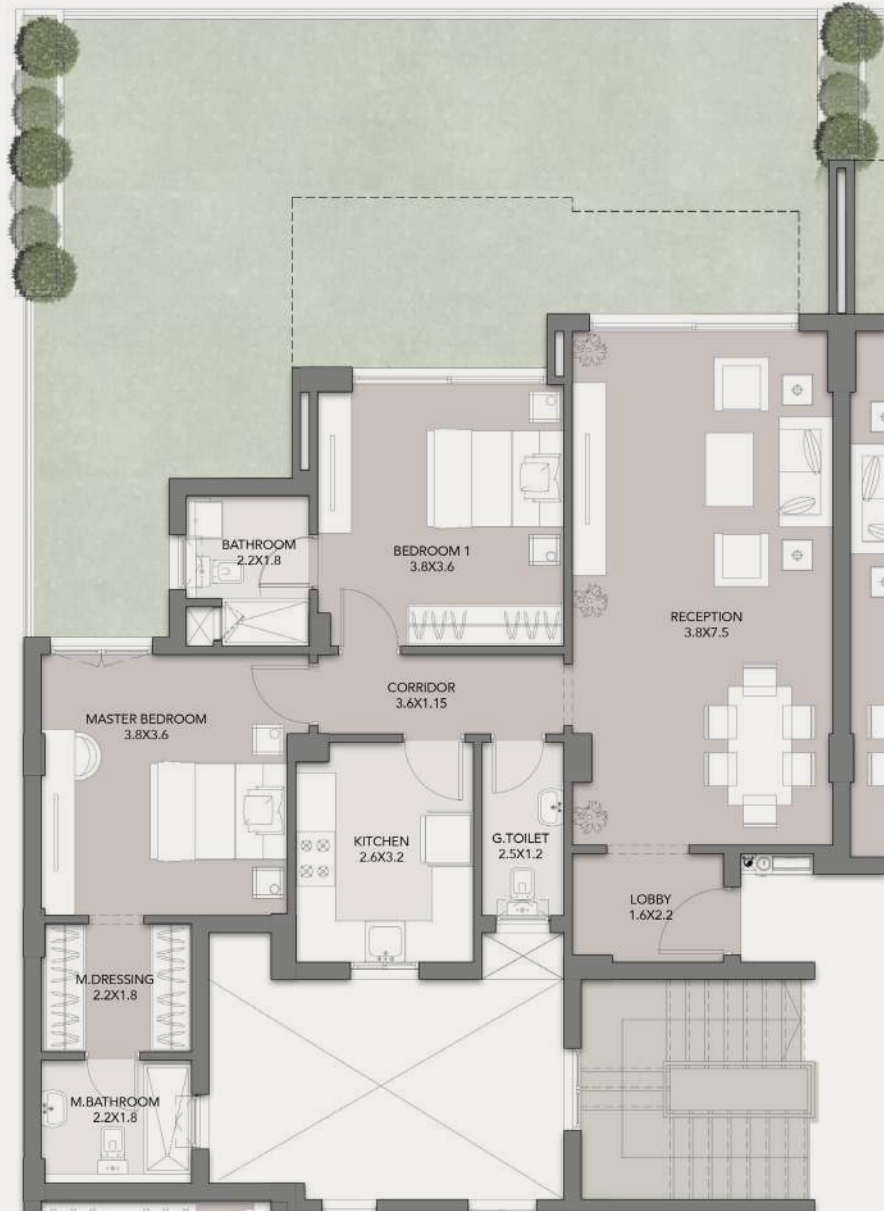 BATHROOM
2.2X1.8
BEDROOM 1
3.8X3.6
RECEPTION
3.8X7.5
CORRIDOR
3.6X1.15
MASTER BEDROOM
3.8X3.6
KITCHEN
2.6X3.2
G.TOILET
2.5X1.2
LOBBY
1.6X2.2
M.DRESSING
2.2X1.8
M.BATHROOM
2.2X1.8